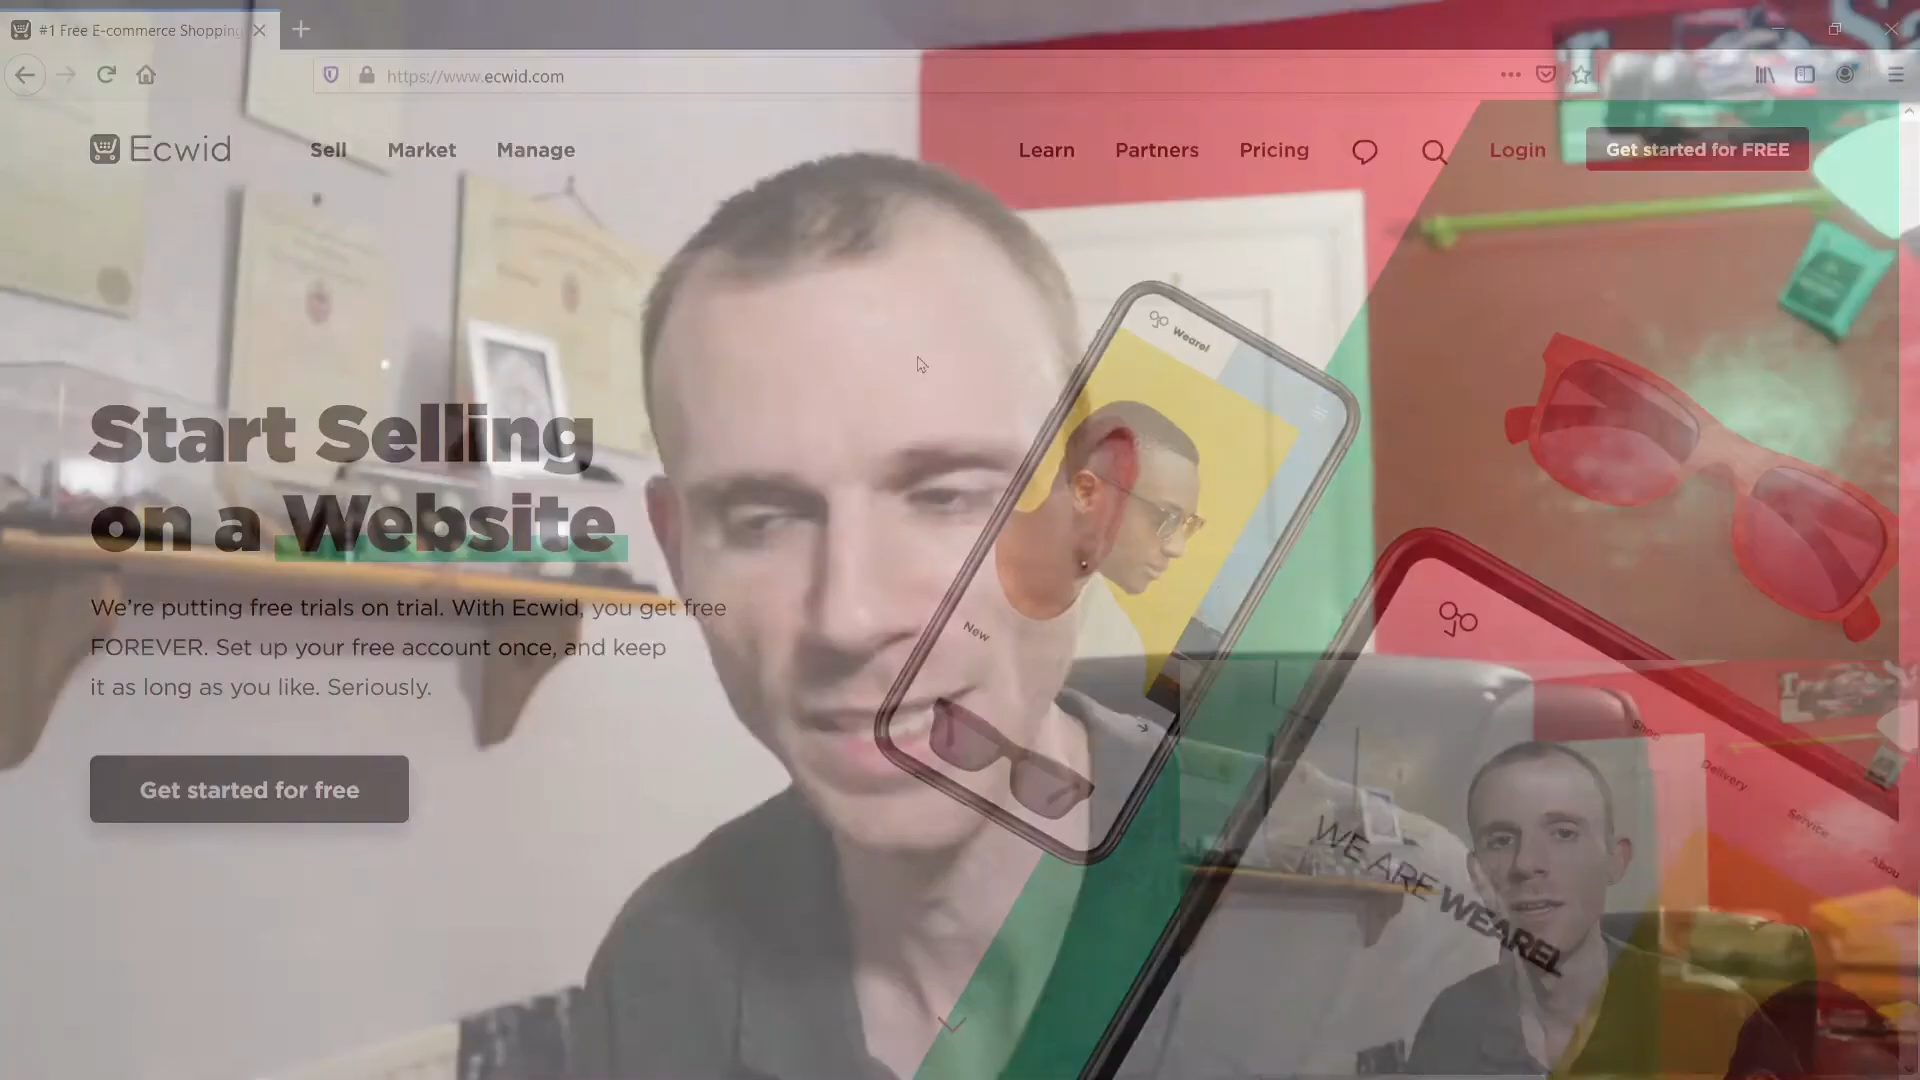 #1 Free E-commerce Shopping
https://www.ecwid.com
Ecwid
Sell
Market
Manage
Learn
Partners
Pricing
Login
Get started for FREE
Wearel
Start Selling
on a Website
We're putting free trials on trial. With Ecwid, you get free
FOREVER. Set up your free account once, and keep
it as long as you like. Seriously.
Get started for free
New
Shop
Delivery
Service
Abou
WE ARE WEAREL